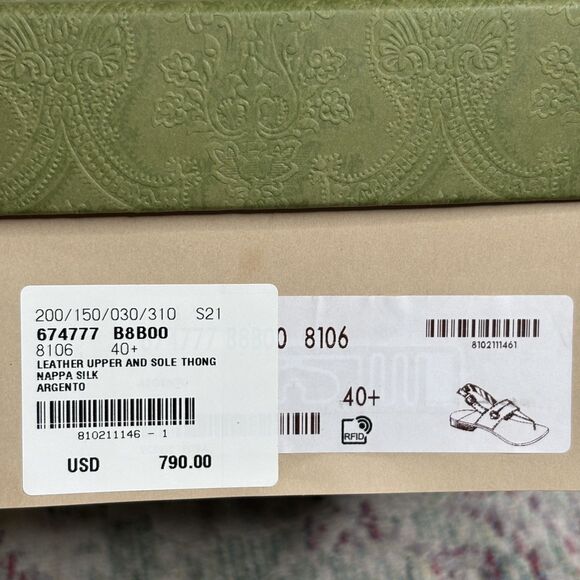 200/150/030/310 S21
674777 B8B00
8106 40+
LEATHER UPPER AND SOLE THONG
NAPPA SILK
ARGENTO
810211146 - 1
USD 790.00
0 8106
8102111461
40+
RFID